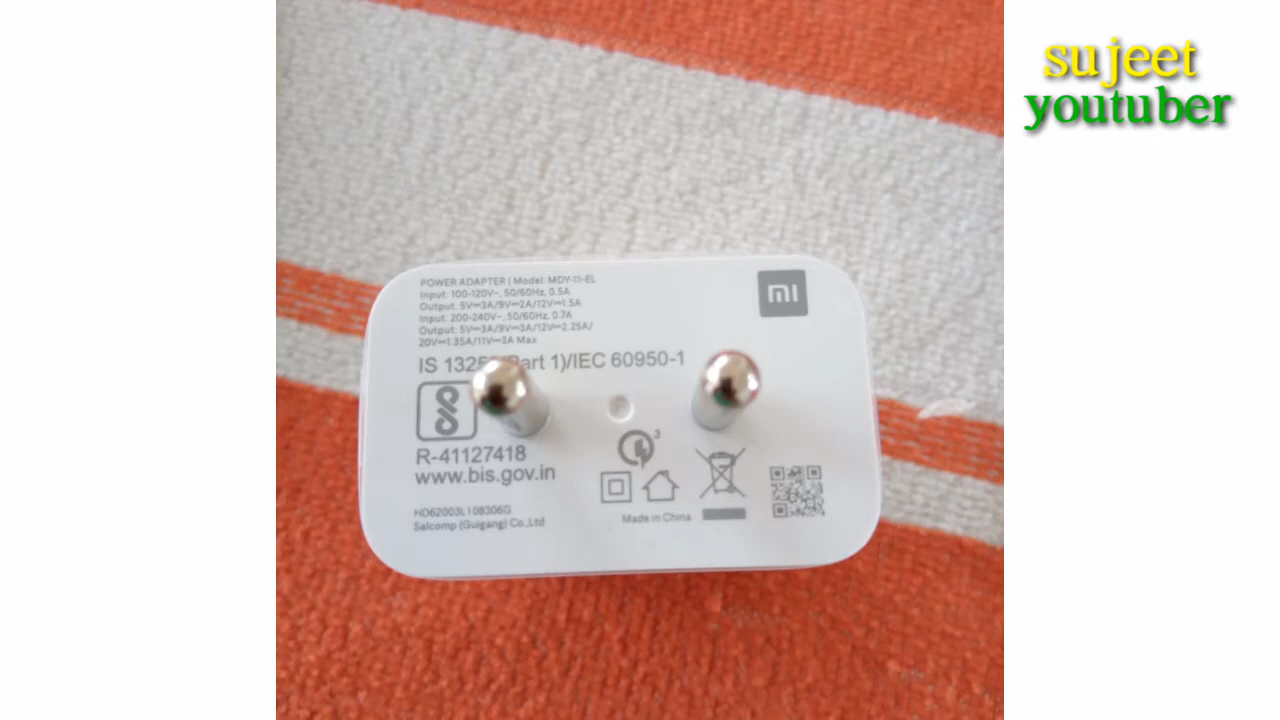 sujeet
youtuber
POWER ADAPTER | Model: MDY-11-EL
mi
Input: 100-120V~, 50/60Hz, 0.5A
Output: 5V⎓3A/9V⎓2A/12V⎓1.5A
Input: 200-240V~, 50/60Hz, 0.7A
Output: 5V⎓3A/9V⎓3A/12V⎓2.25A/
20V⎓1.35A/11V⎓3A Max
IS (Part 1)/IEC 60950-1
3
R-41127418
www.bis.gov.in
HD62003L108306G
Salcomp (Guigang) Co.,Ltd
Made in China